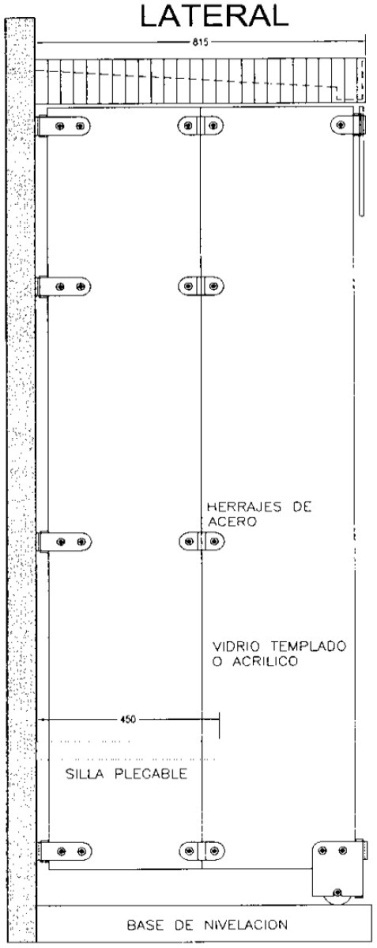 LATERAL
815
HERRAJES DE
ACERO
VIDRIO TEMPLADO
O ACRILICO
450
SILLA PLEGABLE
BASE DE NIVELACION